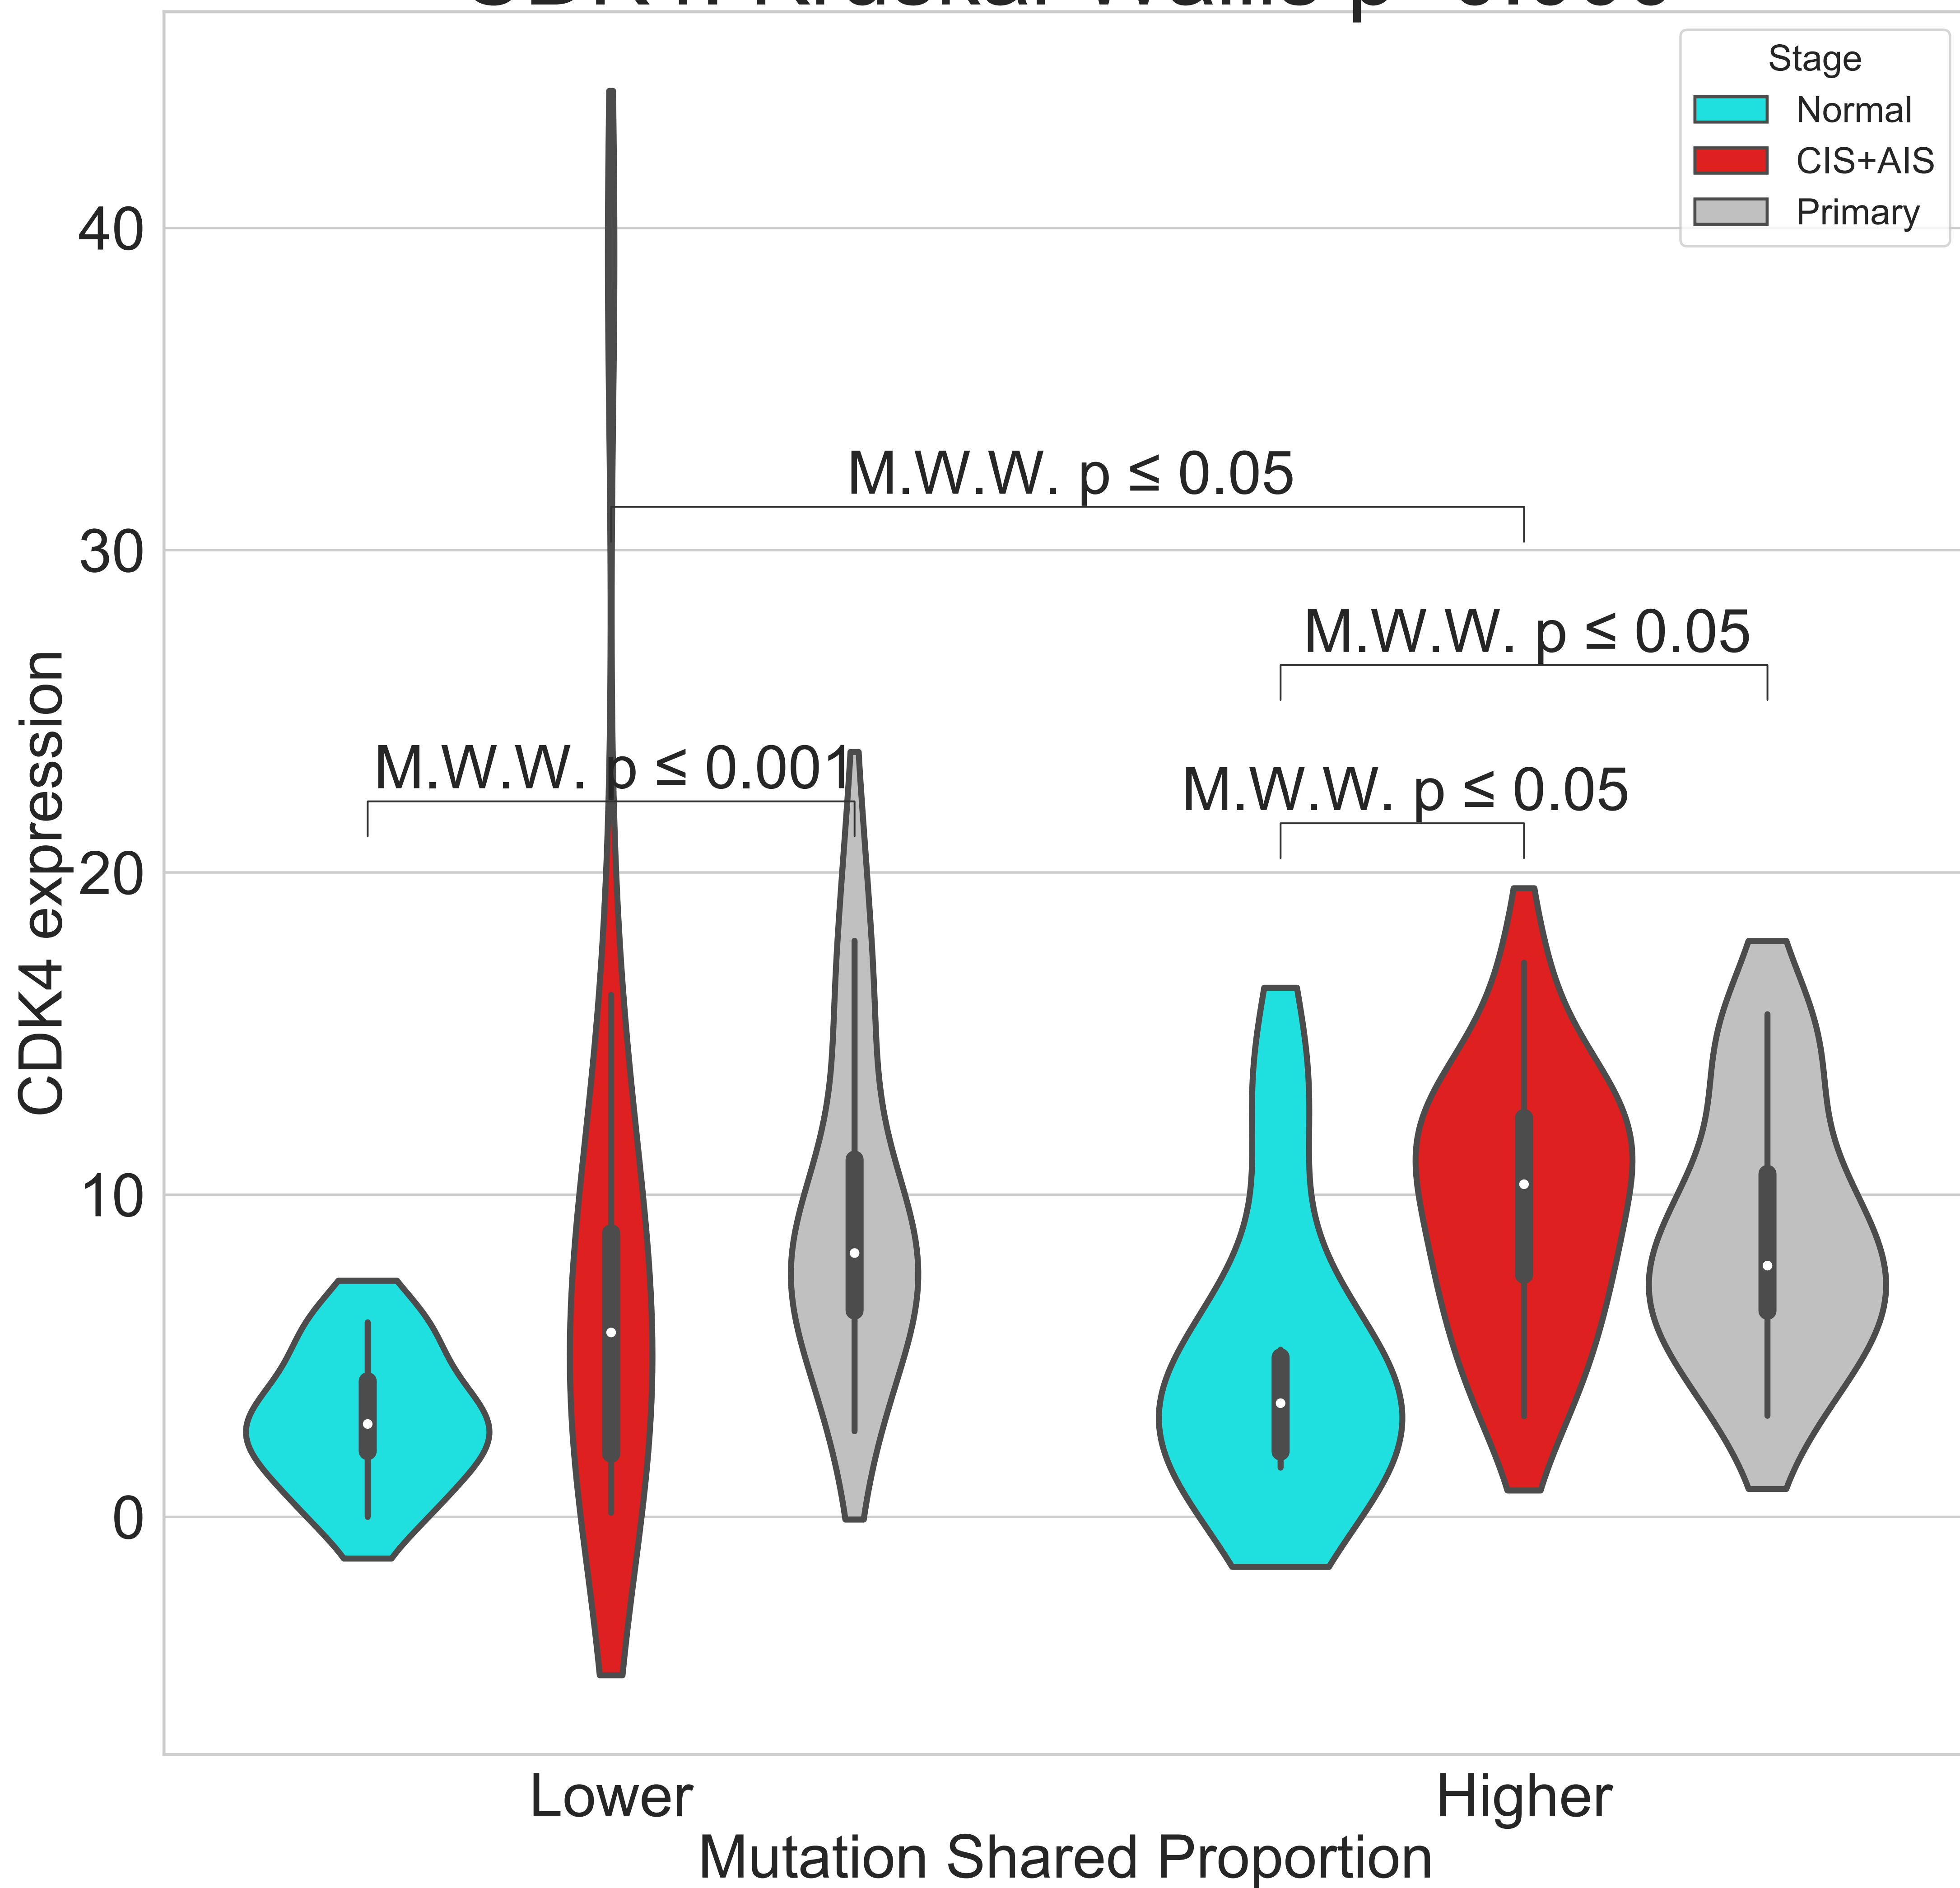 Stage
Normal
CIS+AIS
Primary
40
30
20
10
0
CDK4 expression
M.W.W. p ≤ 0.05
M.W.W. p ≤ 0.05
M.W.W. p ≤ 0.001
M.W.W. p ≤ 0.05
Lower
Higher
Mutation Shared Proportion